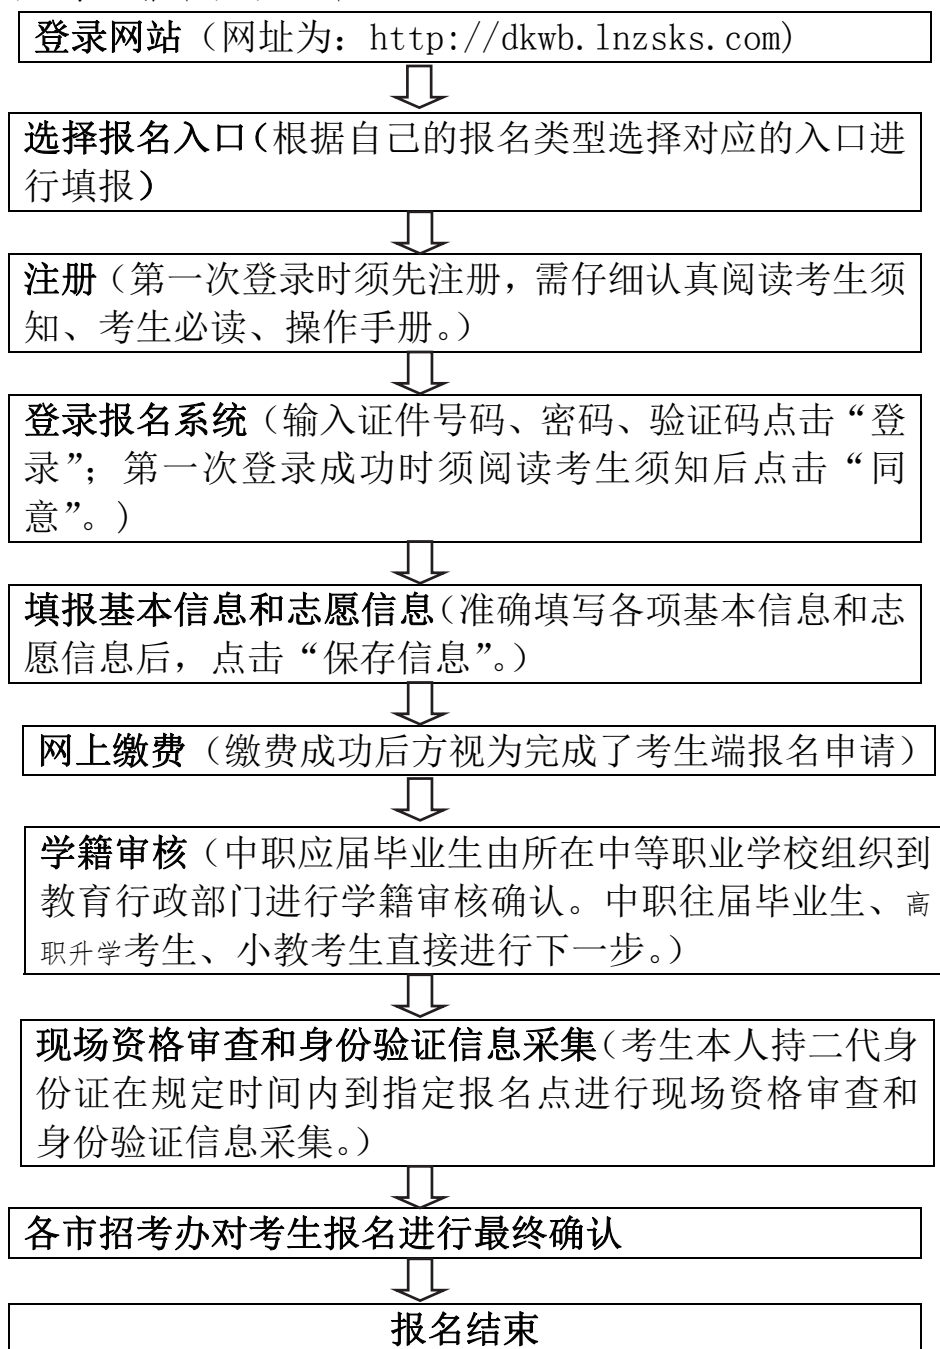 登录网站（网址为：http://dkwb.lnzsks.com)
选择报名入口（根据自己的报名类型选择对应的入口进
行填报）
注册（第一次登录时须先注册，需仔细认真阅读考生须
知、考生必读、操作手册。）
登录报名系统（输入证件号码、密码、验证码点击“登
录”；第一次登录成功时须阅读考生须知后点击“同
意”。）
填报基本信息和志愿信息（准确填写各项基本信息和志
愿信息后，点击“保存信息”。）
网上缴费（缴费成功后方视为完成了考生端报名申请）
学籍审核（中职应届毕业生由所在中等职业学校组织到
教育行政部门进行学籍审核确认。中职往届毕业生、高
职升学考生、小教考生直接进行下一步。）
现场资格审查和身份验证信息采集（考生本人持二代身
份证在规定时间内到指定报名点进行现场资格审查和
身份验证信息采集。）
各市招考办对考生报名进行最终确认
报名结束